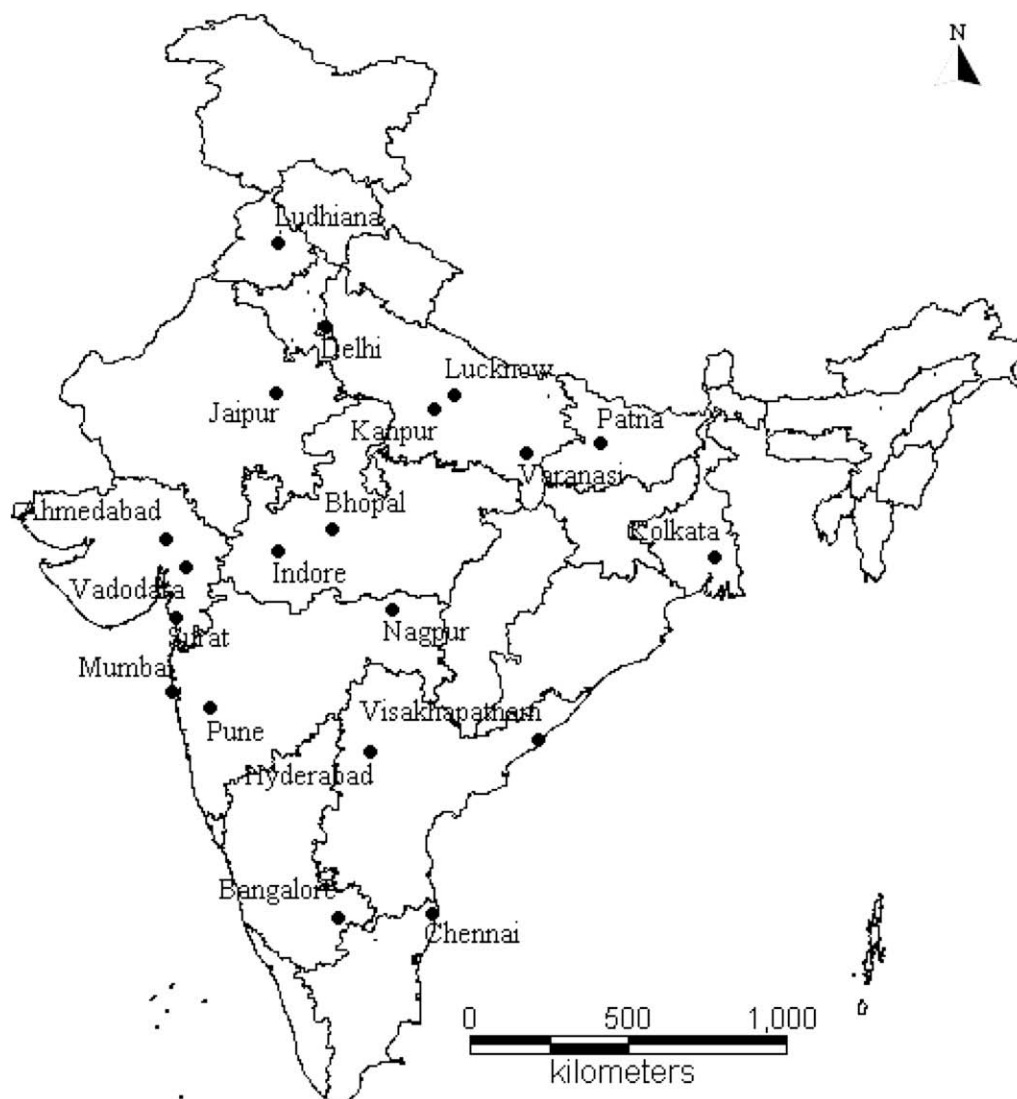 N
Ludhiana
Delhi
Lucknow
Jaipur
Kanpur
Patna
Varanasi
Bhopal
Ahmedabad
Kolkata
Indore
Vadodara
Nagpur
Surat
Mumbai
Visakhapatnam
Pune
Hyderabad
Bangalore
Chennai
0 500 1,000
kilometers